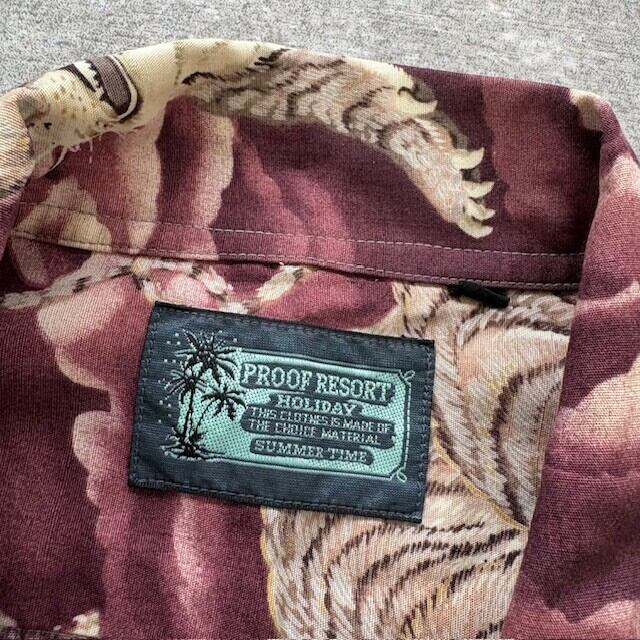 PROOF RESORT
HOLIDAY
THIS CLOTHES IS MADE OF
THE CHOICE MATERIAL
SUMMER TIME